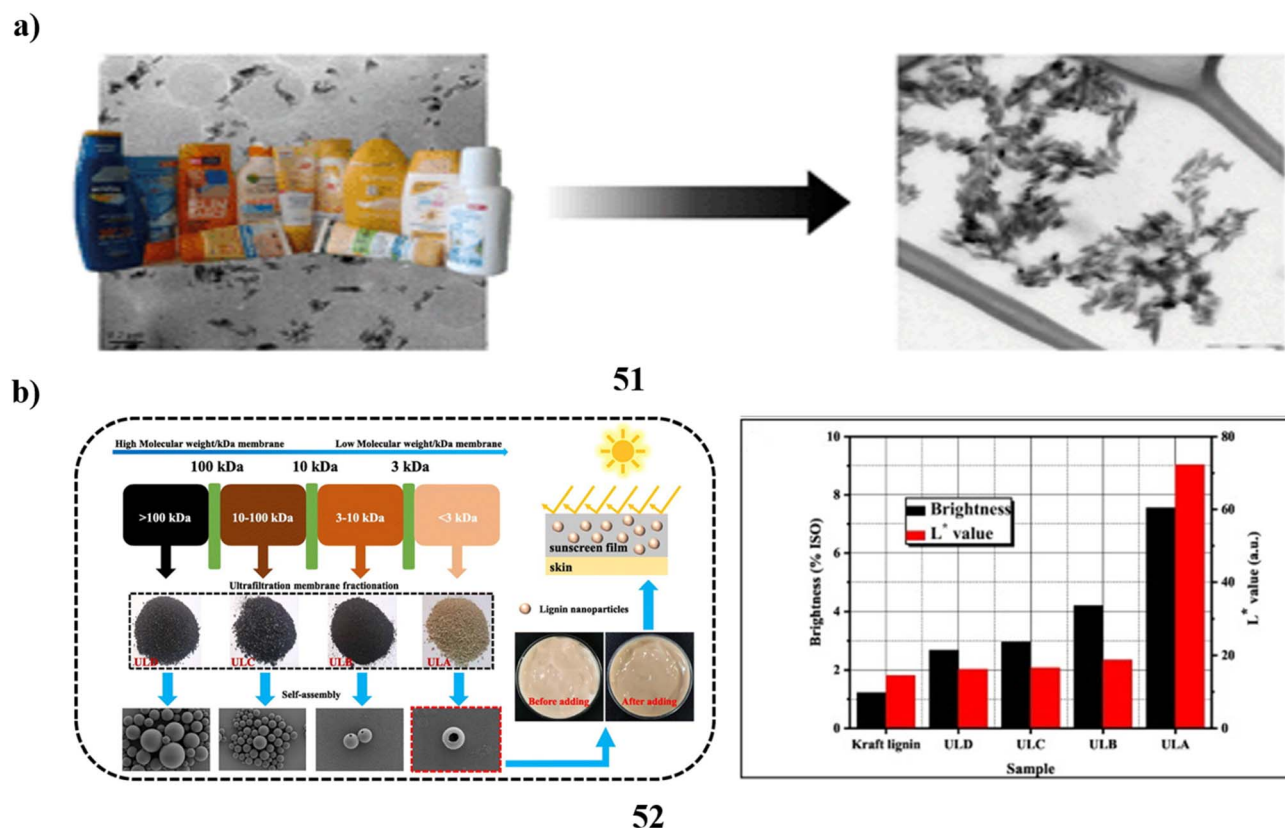 a)
51
b)
High Molecular weight/kDa membrane
Low Molecular weight/kDa membrane
100 kDa
10 kDa
3 kDa
>100 kDa
10-100 kDa
3-10 kDa
<3 kDa
Ultrafiltration membrane fractionation
ULD
ULC
ULB
ULA
Self-assembly
sunscreen film
skin
Lignin nanoparticles
Before adding
After adding
Brightness (% ISO)
10
8
6
4
2
0
Brightness
L* value
80
60
40
20
0
L* value (a.u.)
Kraft lignin
ULD
ULC
ULB
ULA
Sample
52